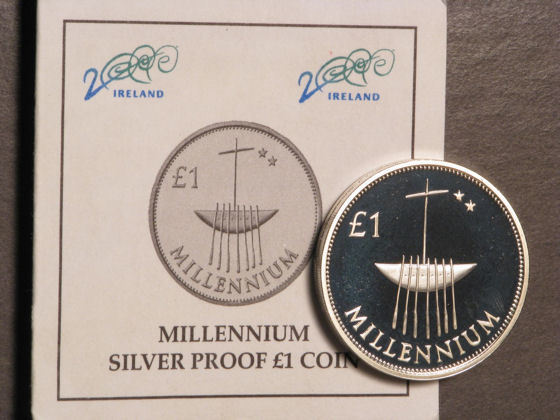 2000
IRELAND
2000
IRELAND
£1
MILLENNIUM
MILLENNIUM
SILVER PROOF £1 COIN
£1
MILLENNIUM